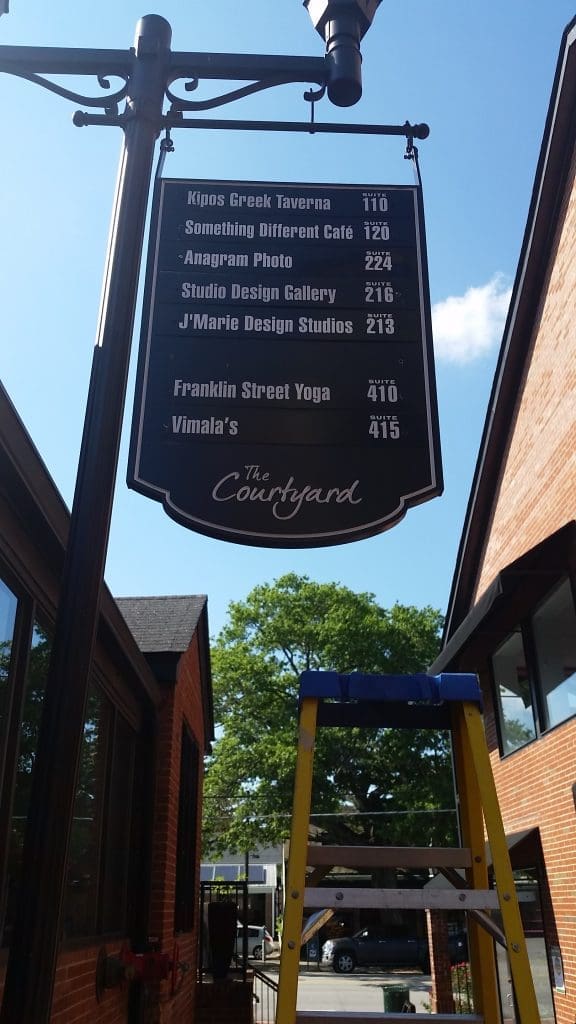 Kipos Greek Taverna SUITE 110
Something Different Café SUITE 120
Anagram Photo SUITE 224
Studio Design Gallery SUITE 216
J'Marie Design Studios SUITE 213
Franklin Street Yoga SUITE 410
Vimala's SUITE 415
The
Courtyard